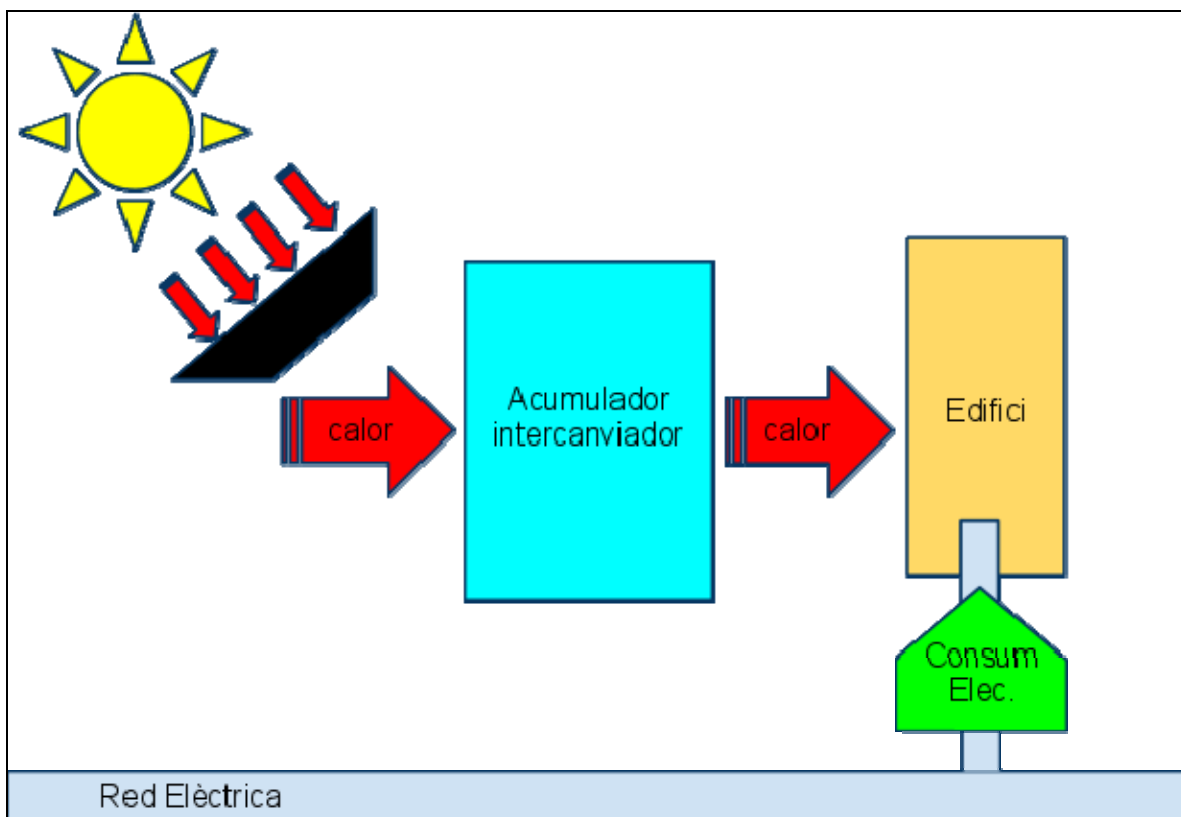 calor
Acumulador
intercanviador
calor
Edifici
Consum
Elec.
Red Elèctrica